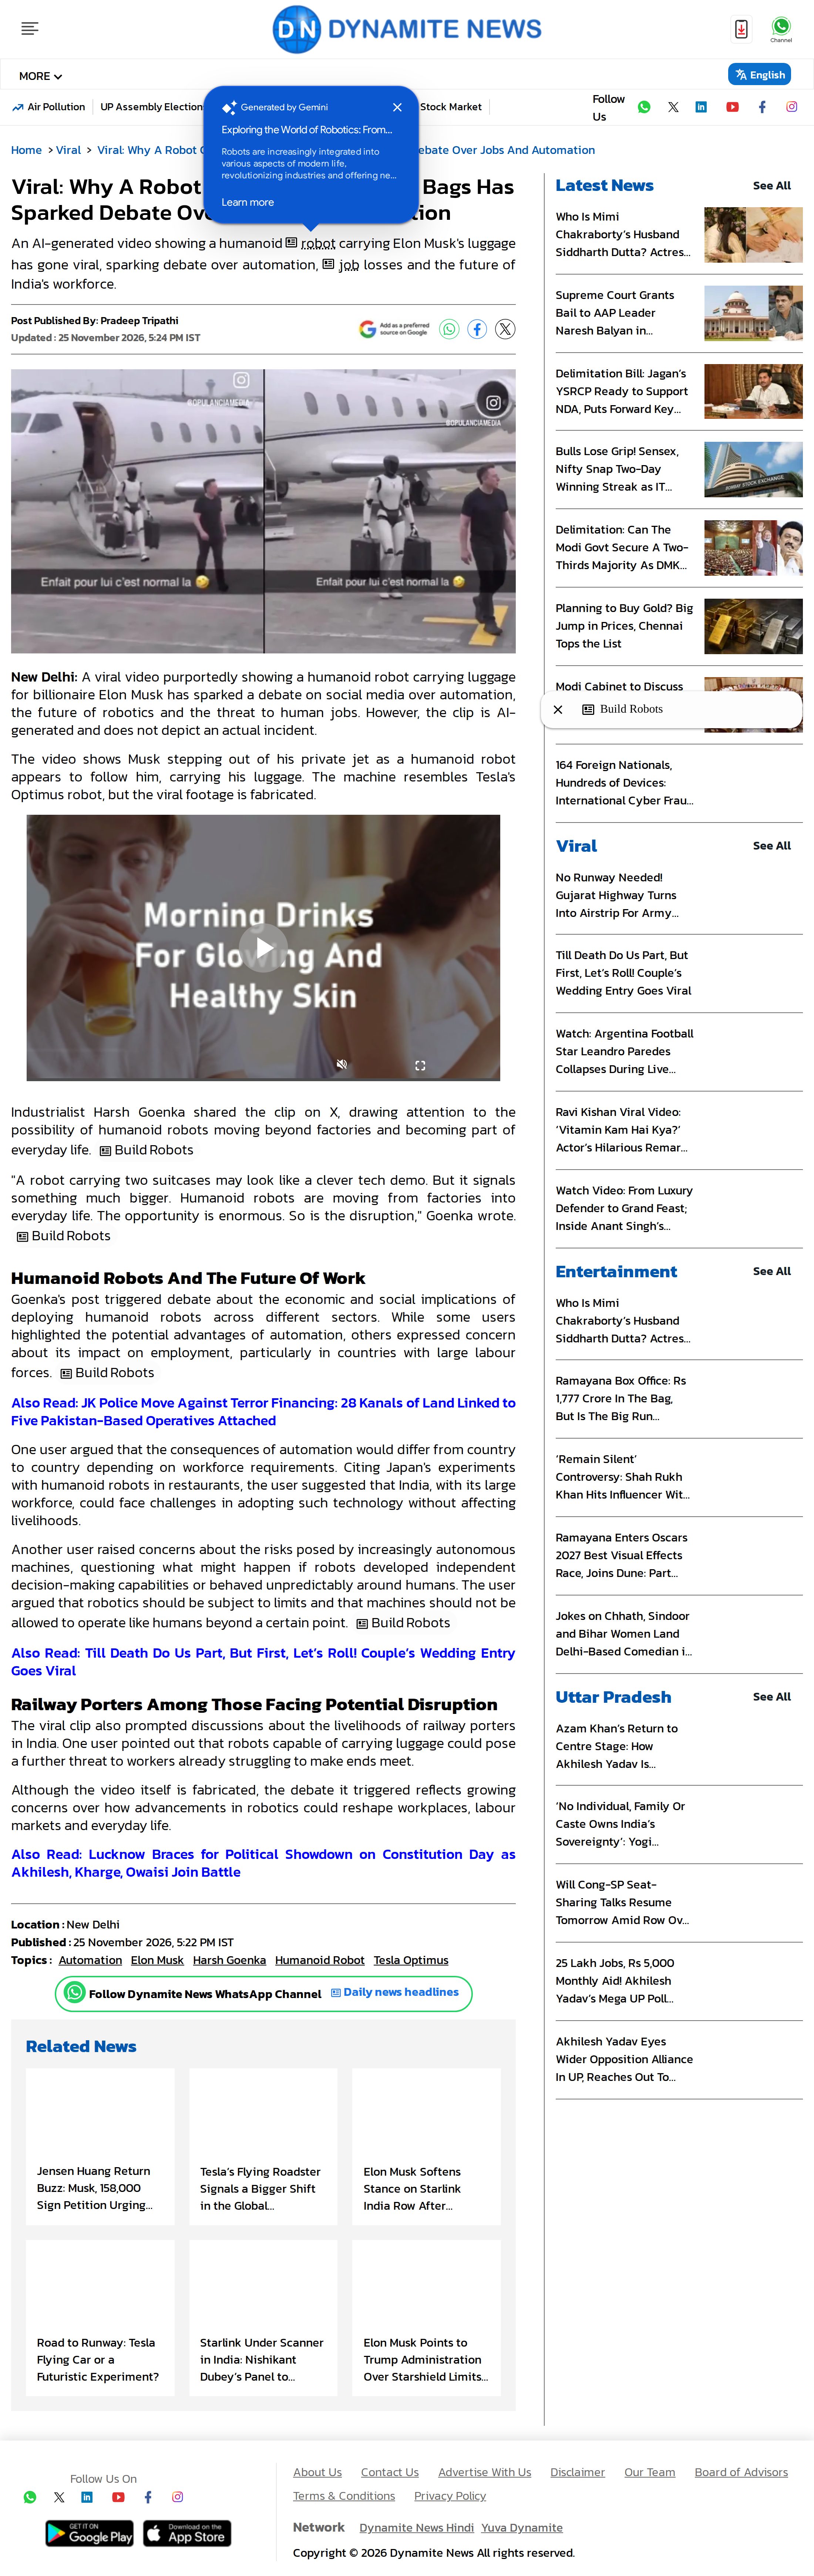 DN DYNAMITE NEWS
Channel
MORE
English
Air Pollution
UP Assembly Election
Stock Market
Follow
Us
Generated by Gemini
Exploring the World of Robotics: From...
Robots are increasingly integrated into
various aspects of modern life,
revolutionizing industries and offering ne...
Learn more
Home > Viral > Viral: Why A Robot
ebate Over Jobs And Automation
Viral: Why A Robot Bags Has
Sparked Debate Ove tion
An AI-generated video showing a humanoid robot carrying Elon Musk's luggage
has gone viral, sparking debate over automation, job losses and the future of
India's workforce.
Post Published By: Pradeep Tripathi
Updated : 25 November 2026, 5:24 PM IST
Add as a preferred
source on Google
@POPULANCIAMEDIA
@POPULANCIAMEDIA
Enfait pour lui c'est normal la 🤣
Enfait pour lui c'est normal la 🤣
New Delhi: A viral video purportedly showing a humanoid robot carrying luggage
for billionaire Elon Musk has sparked a debate on social media over automation,
the future of robotics and the threat to human jobs. However, the clip is AI-
generated and does not depict an actual incident.
The video shows Musk stepping out of his private jet as a humanoid robot
appears to follow him, carrying his luggage. The machine resembles Tesla's
Optimus robot, but the viral footage is fabricated.
Morning Drinks
For Glowing And
Healthy Skin
Industrialist Harsh Goenka shared the clip on X, drawing attention to the
possibility of humanoid robots moving beyond factories and becoming part of
everyday life. Build Robots
"A robot carrying two suitcases may look like a clever tech demo. But it signals
something much bigger. Humanoid robots are moving from factories into
everyday life. The opportunity is enormous. So is the disruption," Goenka wrote.
Build Robots
Humanoid Robots And The Future Of Work
Goenka's post triggered debate about the economic and social implications of
deploying humanoid robots across different sectors. While some users
highlighted the potential advantages of automation, others expressed concern
about its impact on employment, particularly in countries with large labour
forces. Build Robots
Also Read: JK Police Move Against Terror Financing: 28 Kanals of Land Linked to
Five Pakistan-Based Operatives Attached
One user argued that the consequences of automation would differ from country
to country depending on workforce requirements. Citing Japan's experiments
with humanoid robots in restaurants, the user suggested that India, with its large
workforce, could face challenges in adopting such technology without affecting
livelihoods.
Another user raised concerns about the risks posed by increasingly autonomous
machines, questioning what might happen if robots developed independent
decision-making capabilities or behaved unpredictably around humans. The user
argued that robotics should be subject to limits and that machines should not be
allowed to operate like humans beyond a certain point. Build Robots
Also Read: Till Death Do Us Part, But First, Let's Roll! Couple's Wedding Entry
Goes Viral
Railway Porters Among Those Facing Potential Disruption
The viral clip also prompted discussions about the livelihoods of railway porters
in India. One user pointed out that robots capable of carrying luggage could pose
a further threat to workers already struggling to make ends meet.
Although the video itself is fabricated, the debate it triggered reflects growing
concerns over how advancements in robotics could reshape workplaces, labour
markets and everyday life.
Also Read: Lucknow Braces for Political Showdown on Constitution Day as
Akhilesh, Kharge, Owaisi Join Battle
Location : New Delhi
Published : 25 November 2026, 5:22 PM IST
Topics : Automation Elon Musk Harsh Goenka Humanoid Robot Tesla Optimus
Follow Dynamite News WhatsApp Channel Daily news headlines
Related News
Jensen Huang Return
Buzz: Musk, 158,000
Sign Petition Urging...
Tesla's Flying Roadster
Signals a Bigger Shift
in the Global...
Elon Musk Softens
Stance on Starlink
India Row After...
Road to Runway: Tesla
Flying Car or a
Futuristic Experiment?
Starlink Under Scanner
in India: Nishikant
Dubey's Panel to...
Elon Musk Points to
Trump Administration
Over Starshield Limits...
Latest News See All
Who Is Mimi
Chakraborty's Husband
Siddharth Dutta? Actres...
Supreme Court Grants
Bail to AAP Leader
Naresh Balyan in...
Delimitation Bill: Jagan's
YSRCP Ready to Support
NDA, Puts Forward Key...
Bulls Lose Grip! Sensex,
Nifty Snap Two-Day
Winning Streak as IT...
BOMBAY STOCK EXCHANGE
Delimitation: Can The
Modi Govt Secure A Two-
Thirds Majority As DMK...
Planning to Buy Gold? Big
Jump in Prices, Chennai
Tops the List
Modi Cabinet to Discuss
Build Robots
164 Foreign Nationals,
Hundreds of Devices:
International Cyber Frau...
Viral See All
No Runway Needed!
Gujarat Highway Turns
Into Airstrip For Army...
Till Death Do Us Part, But
First, Let's Roll! Couple's
Wedding Entry Goes Viral
Watch: Argentina Football
Star Leandro Paredes
Collapses During Live...
Ravi Kishan Viral Video:
'Vitamin Kam Hai Kya?'
Actor's Hilarious Remar...
Watch Video: From Luxury
Defender to Grand Feast;
Inside Anant Singh's...
Entertainment See All
Who Is Mimi
Chakraborty's Husband
Siddharth Dutta? Actres...
Ramayana Box Office: Rs
1,777 Crore In The Bag,
But Is The Big Run...
'Remain Silent'
Controversy: Shah Rukh
Khan Hits Influencer Wit...
Ramayana Enters Oscars
2027 Best Visual Effects
Race, Joins Dune: Part...
Jokes on Chhath, Sindoor
and Bihar Women Land
Delhi-Based Comedian i...
Uttar Pradesh See All
Azam Khan's Return to
Centre Stage: How
Akhilesh Yadav Is...
'No Individual, Family Or
Caste Owns India's
Sovereignty': Yogi...
Will Cong-SP Seat-
Sharing Talks Resume
Tomorrow Amid Row Ov...
25 Lakh Jobs, Rs 5,000
Monthly Aid! Akhilesh
Yadav's Mega UP Poll...
Akhilesh Yadav Eyes
Wider Opposition Alliance
In UP, Reaches Out To...
Follow Us On
GET IT ON
Google Play
Download on the
App Store
About Us Contact Us Advertise With Us Disclaimer Our Team Board of Advisors
Terms & Conditions Privacy Policy
Network Dynamite News Hindi Yuva Dynamite
Copyright © 2026 Dynamite News All rights reserved.